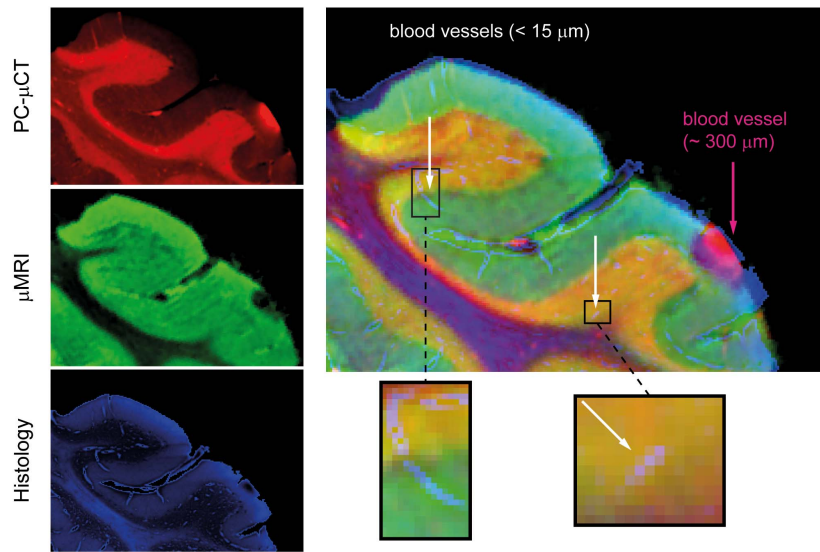 PC-μCT
μMRI
Histology
blood vessels (< 15 μm)
blood vessel
(~ 300 μm)